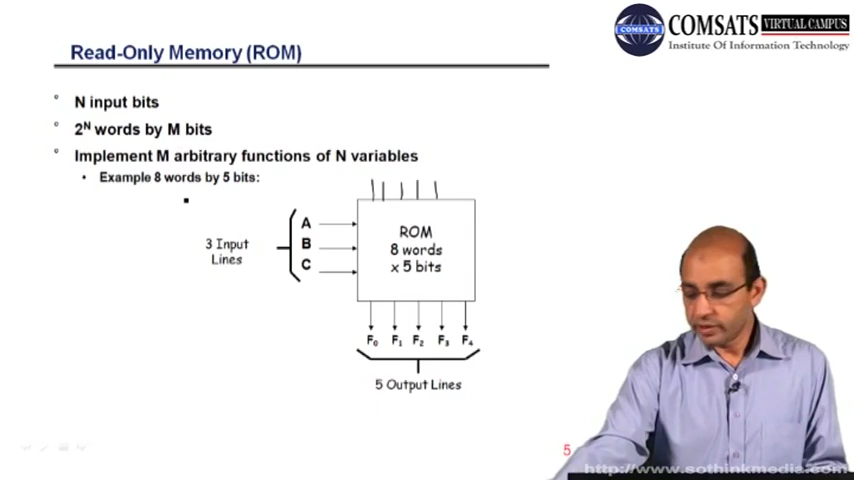 COMSATS VIRTUAL CAMPUS
COMSATS
Institute Of Information Technology
Read-Only Memory (ROM)
° N input bits
° 2ᴺ words by M bits
° Implement M arbitrary functions of N variables
• Example 8 words by 5 bits:
3 Input
Lines
A
B
C
ROM
8 words
x 5 bits
F₀ F₁ F₂ F₃ F₄
5 Output Lines
5
http://www.sothinkmedia.com